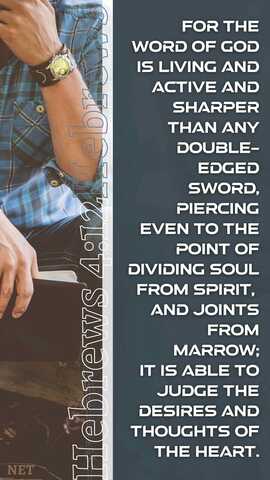 FOR THE
WORD OF GOD
IS LIVING AND
ACTIVE AND
SHARPER
THAN ANY
DOUBLE-
EDGED
SWORD,
PIERCING
EVEN TO THE
POINT OF
DIVIDING SOUL
FROM SPIRIT,
AND JOINTS
FROM
MARROW;
IT IS ABLE TO
JUDGE THE
DESIRES AND
THOUGHTS OF
THE HEART.
Hebrews 4:12
Hebrews
NET